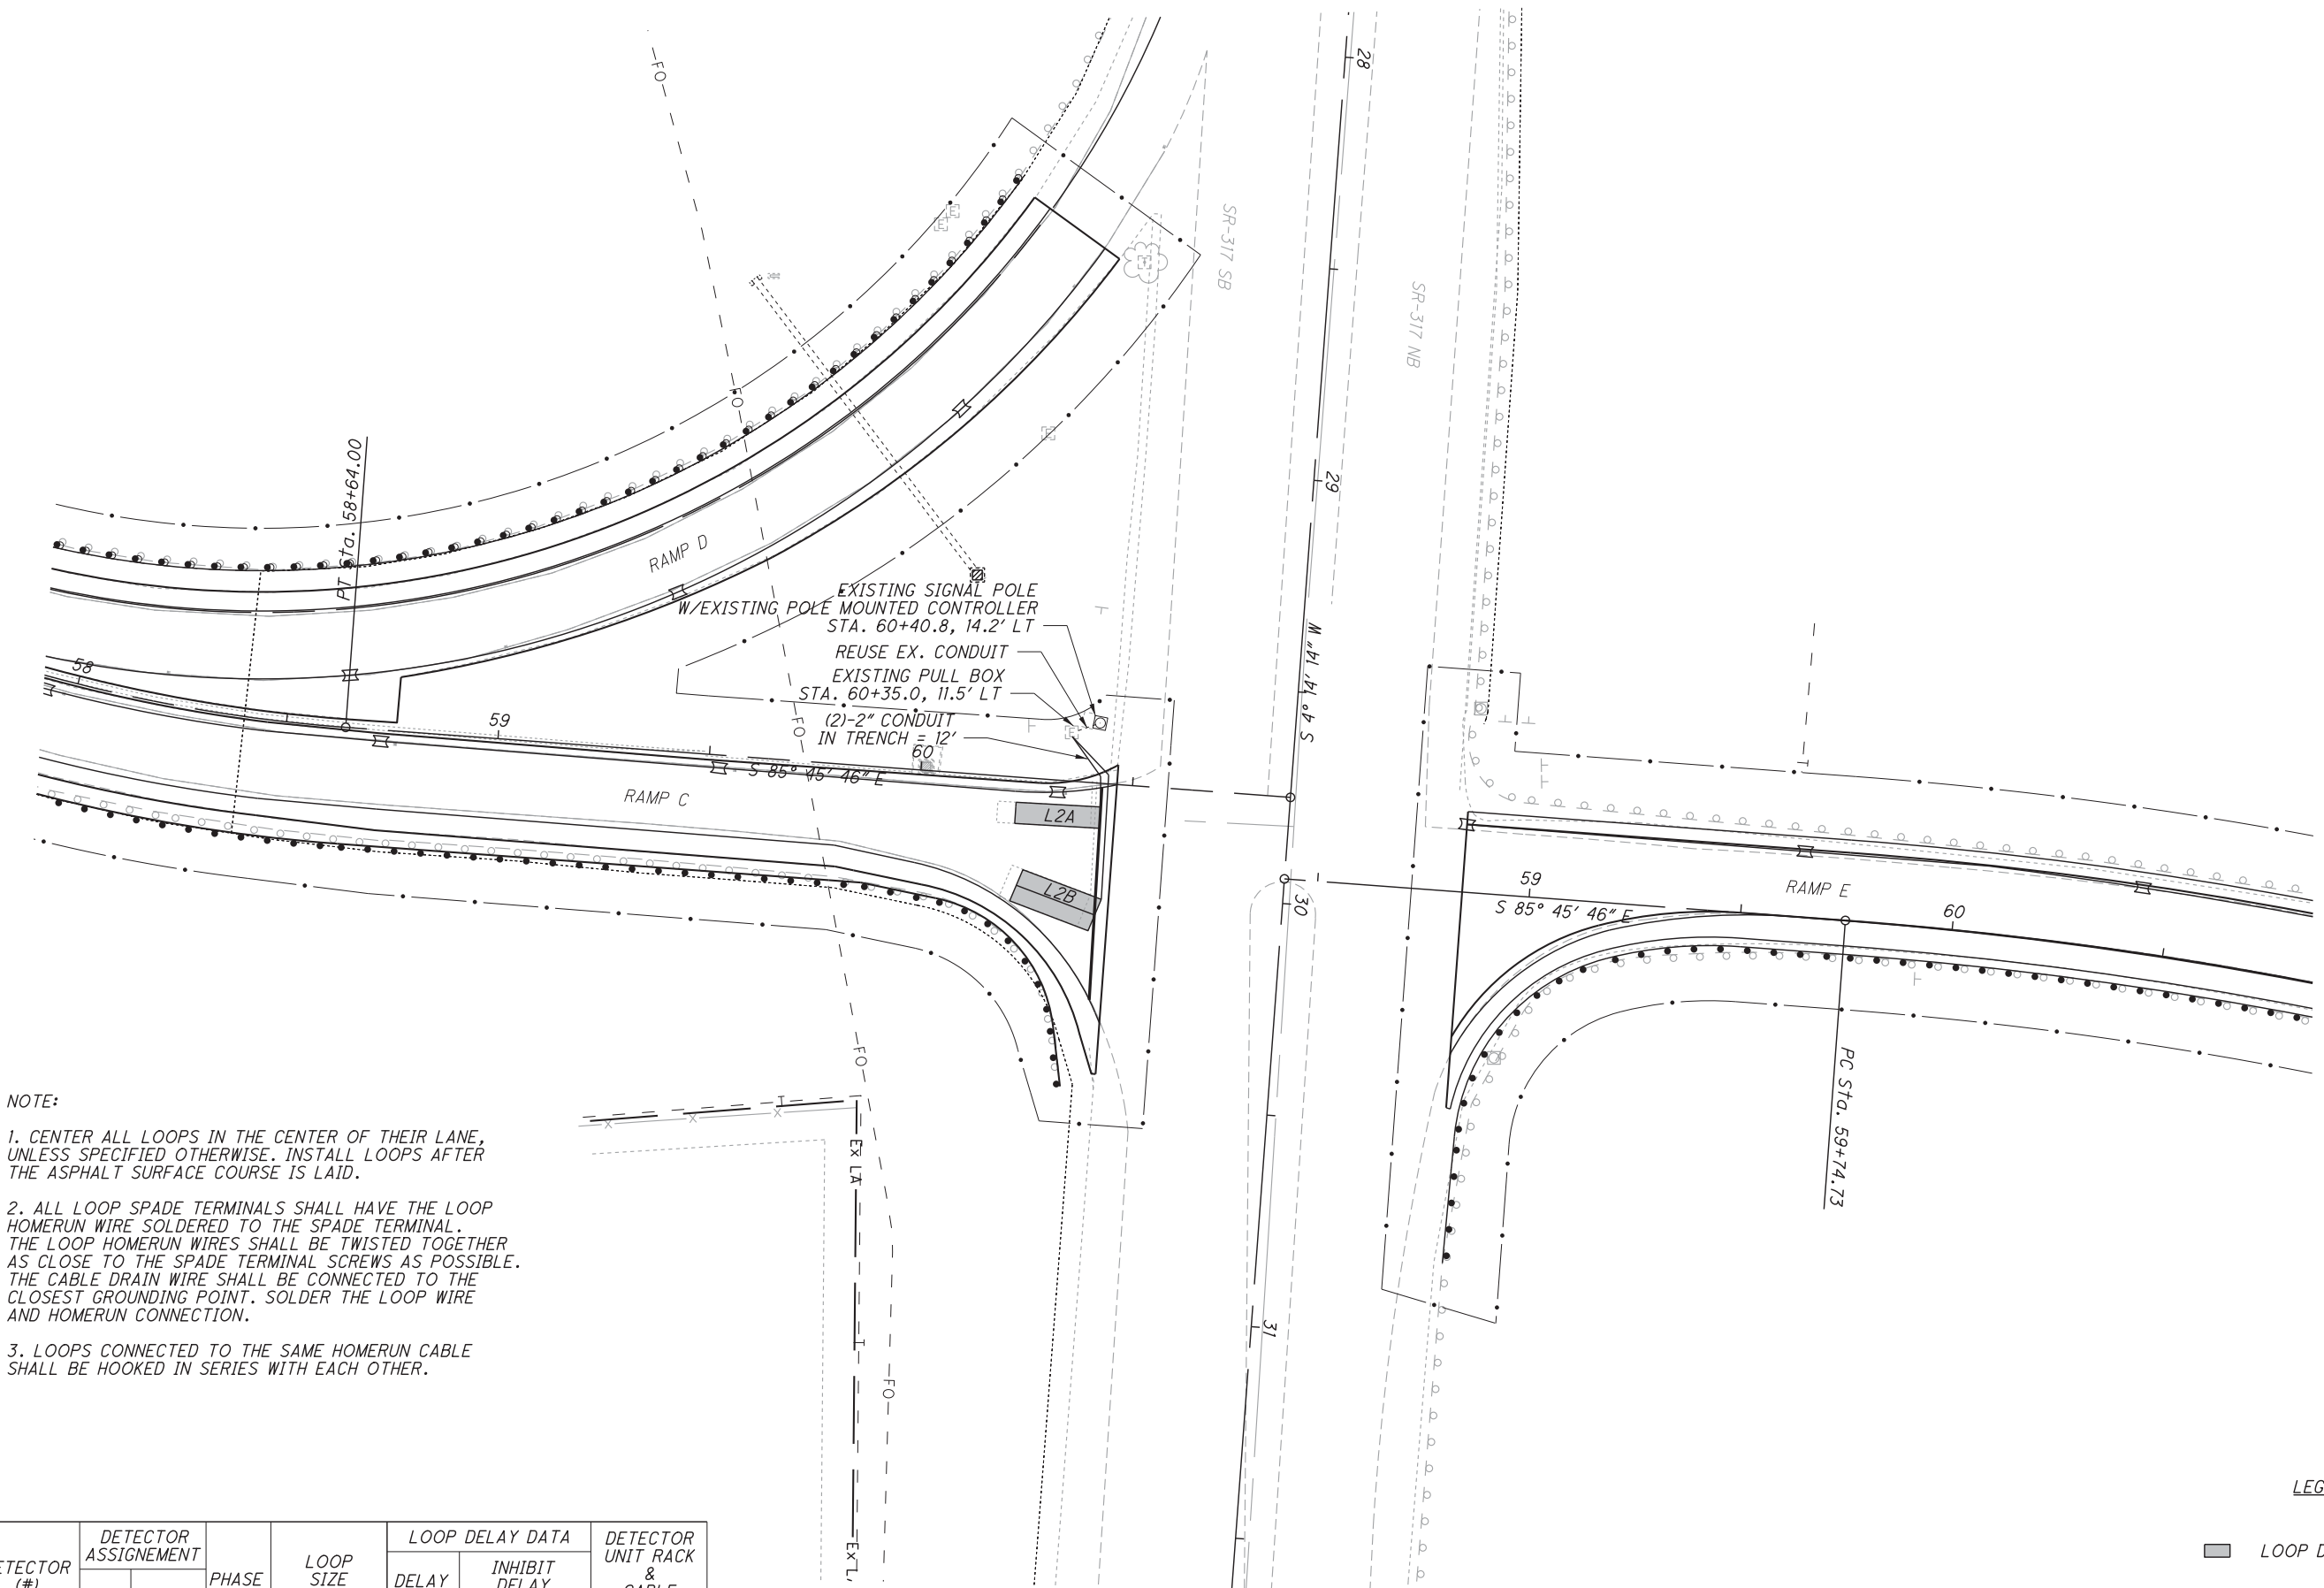 28
FO
E
E
SR-317 SB
SR-317 NB
FO
E
29
PT Sta. 58+64.00
RAMP D
EXISTING SIGNAL POLE
W/EXISTING POLE MOUNTED CONTROLLER
STA. 60+40.8, 14.2' LT
REUSE EX. CONDUIT
EXISTING PULL BOX
STA. 60+35.0, 11.5' LT
(2)-2" CONDUIT
IN TRENCH = 12'
S 4° 14' 14" W
58
59
FO
E
60
S 85° 45' 46" E
RAMP C
L2A
L2B
30
59
S 85° 45' 46" E
RAMP E
60
FO
PC Sta. 59+74.73
NOTE:
1. CENTER ALL LOOPS IN THE CENTER OF THEIR LANE,
UNLESS SPECIFIED OTHERWISE. INSTALL LOOPS AFTER
THE ASPHALT SURFACE COURSE IS LAID.
2. ALL LOOP SPADE TERMINALS SHALL HAVE THE LOOP
HOMERUN WIRE SOLDERED TO THE SPADE TERMINAL.
THE LOOP HOMERUN WIRES SHALL BE TWISTED TOGETHER
AS CLOSE TO THE SPADE TERMINAL SCREWS AS POSSIBLE.
THE CABLE DRAIN WIRE SHALL BE CONNECTED TO THE
CLOSEST GROUNDING POINT. SOLDER THE LOOP WIRE
AND HOMERUN CONNECTION.
3. LOOPS CONNECTED TO THE SAME HOMERUN CABLE
SHALL BE HOOKED IN SERIES WITH EACH OTHER.
Ex LA
31
FO
Ex L
LEG
LOOP D
DETECTOR
ASSIGNEMENT
LOOP DELAY DATA
DETECTOR
UNIT RACK
&
ETECTOR
(#)
PHASE
LOOP
SIZE
DELAY
INHIBIT
DELAY